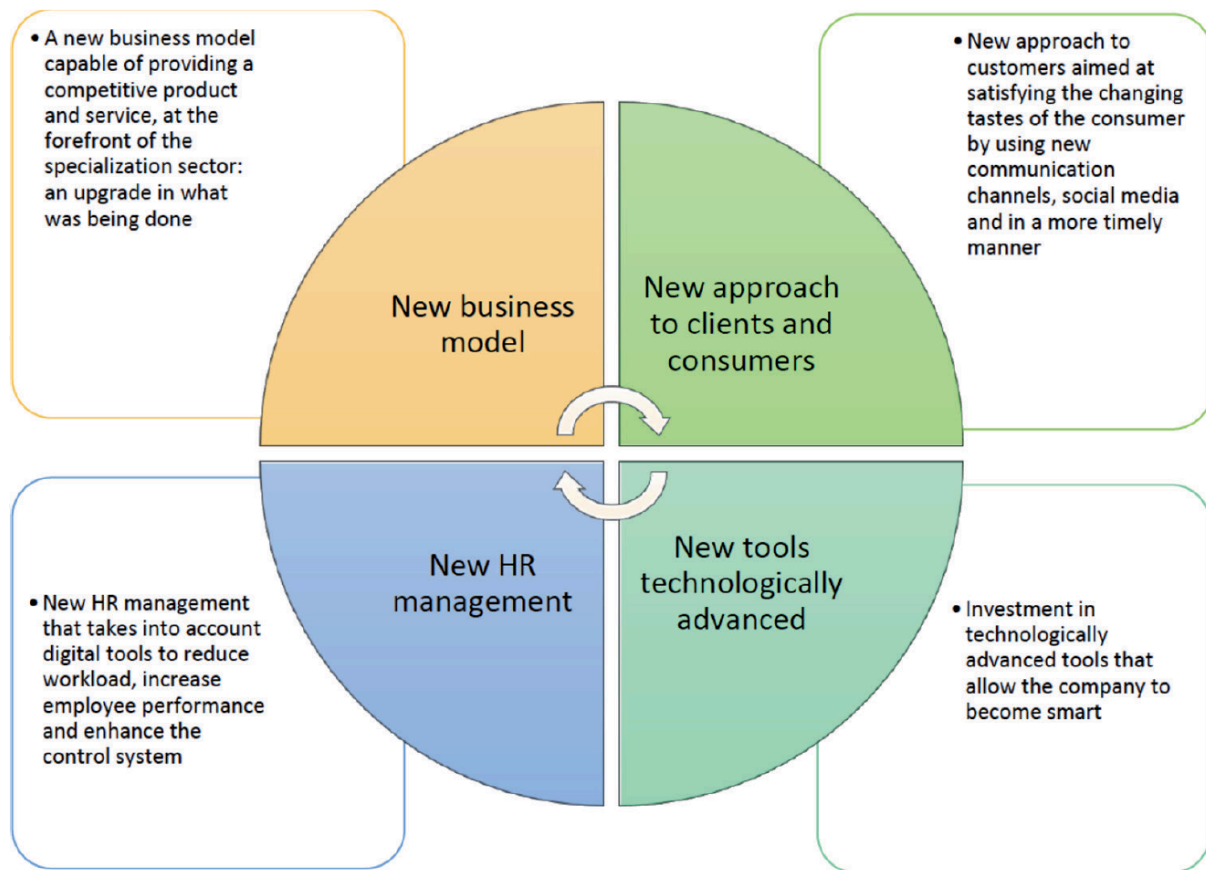 • A new business model
capable of providing a
competitive product
and service, at the
forefront of the
specialization sector:
an upgrade in what
was being done
• New approach to
customers aimed at
satisfying the changing
tastes of the consumer
by using new
communication
channels, social media
and in a more timely
manner
New business
model
New approach
to clients and
consumers
New HR
management
New tools
technologically
advanced
• New HR management
that takes into account
digital tools to reduce
workload, increase
employee performance
and enhance the
control system
• Investment in
technologically
advanced tools that
allow the company to
become smart